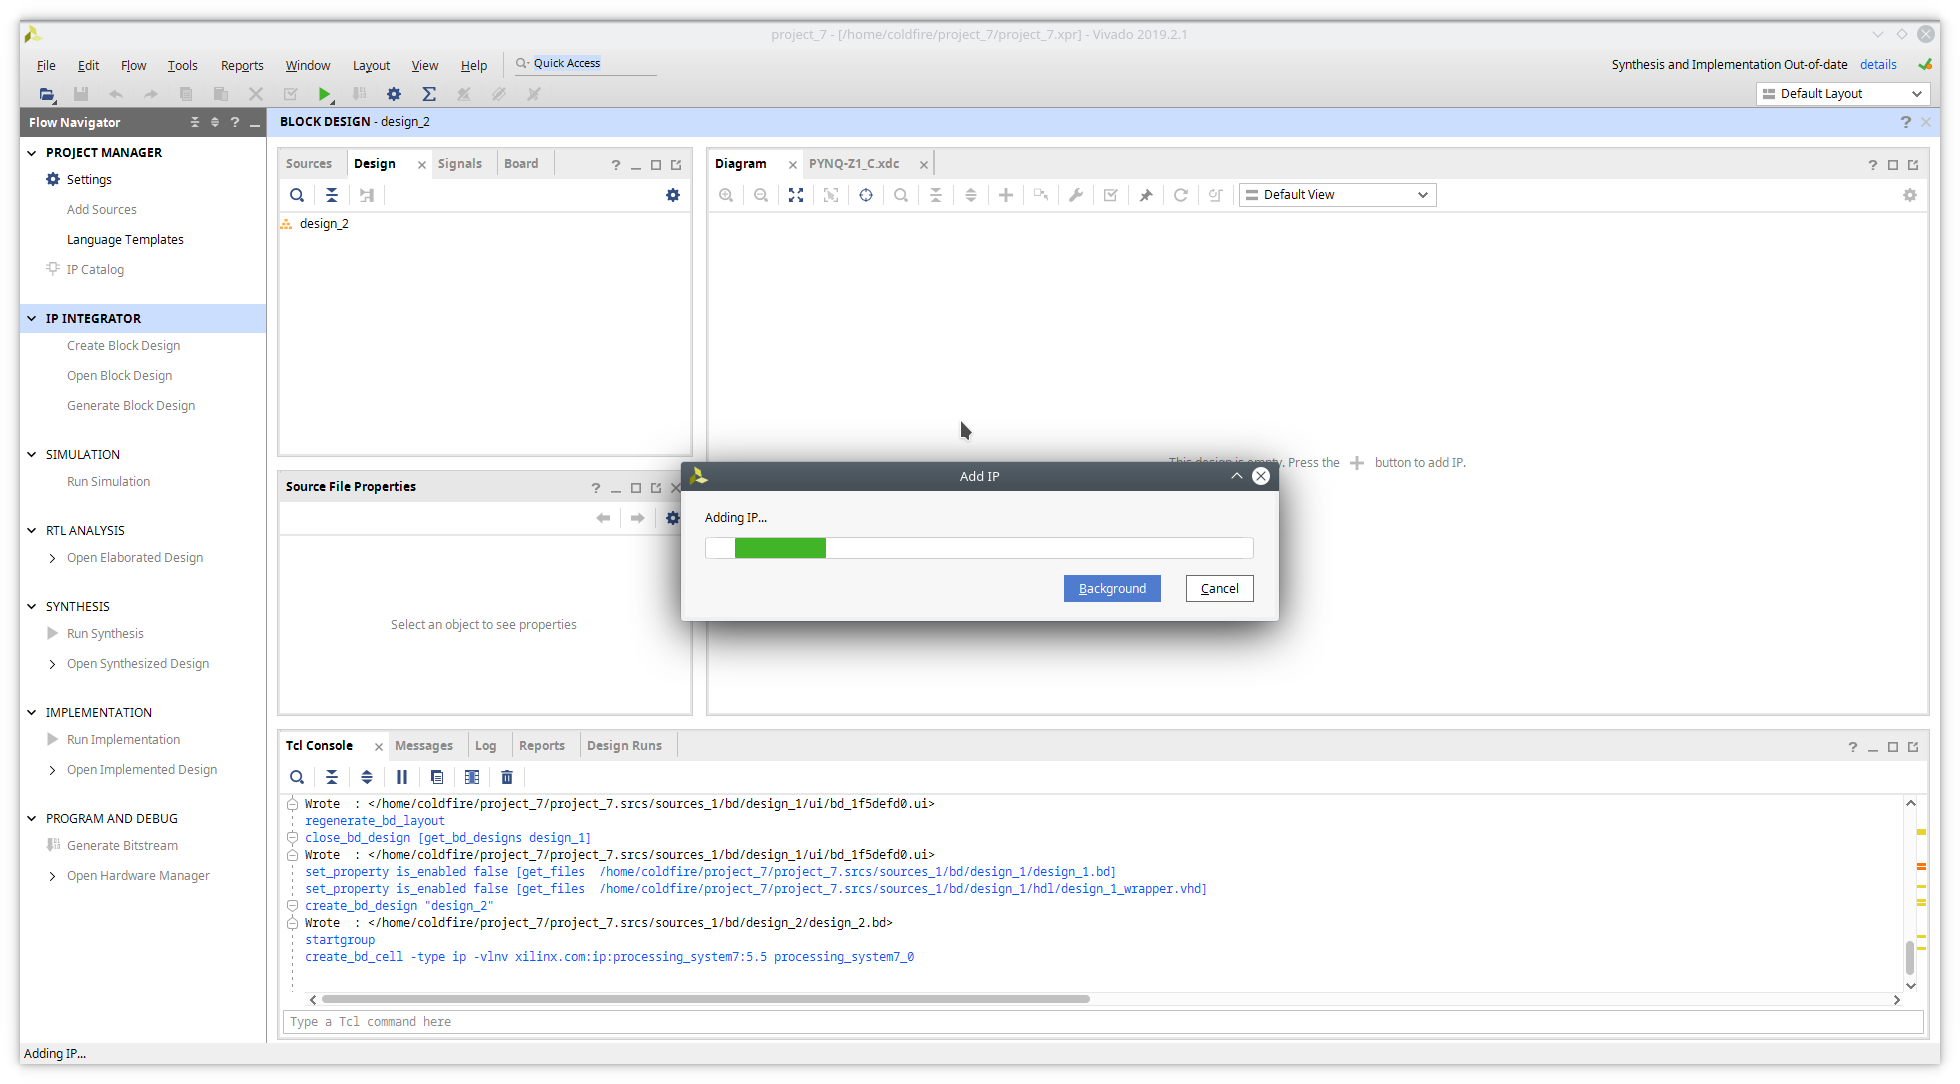 project_7 - [/home/coldfire/project_7/project_7.xpr] - Vivado 2019.2.1
File Edit Flow Tools Reports Window Layout View Help Quick Access
Synthesis and Implementation Out-of-date details
Default Layout
Flow Navigator
PROJECT MANAGER
Settings
Add Sources
Language Templates
IP Catalog
IP INTEGRATOR
Create Block Design
Open Block Design
Generate Block Design
SIMULATION
Run Simulation
RTL ANALYSIS
Open Elaborated Design
SYNTHESIS
Run Synthesis
Open Synthesized Design
IMPLEMENTATION
Run Implementation
Open Implemented Design
PROGRAM AND DEBUG
Generate Bitstream
Open Hardware Manager
BLOCK DESIGN - design_2
Sources Design Signals Board
design_2
Source File Properties
Select an object to see properties
Diagram PYNQ-Z1_C.xdc
Default View
This design is empty. Press the + button to add IP.
Add IP
Adding IP...
Background Cancel
Tcl Console Messages Log Reports Design Runs
Wrote : </home/coldfire/project_7/project_7.srcs/sources_1/bd/design_1/ui/bd_1f5defd0.ui>
regenerate_bd_layout
close_bd_design [get_bd_designs design_1]
Wrote : </home/coldfire/project_7/project_7.srcs/sources_1/bd/design_1/ui/bd_1f5defd0.ui>
set_property is_enabled false [get_files /home/coldfire/project_7/project_7.srcs/sources_1/bd/design_1/design_1.bd]
set_property is_enabled false [get_files /home/coldfire/project_7/project_7.srcs/sources_1/bd/design_1/hdl/design_1_wrapper.vhd]
create_bd_design "design_2"
Wrote : </home/coldfire/project_7/project_7.srcs/sources_1/bd/design_2/design_2.bd>
startgroup
create_bd_cell -type ip -vlnv xilinx.com:ip:processing_system7:5.5 processing_system7_0
Type a Tcl command here
Adding IP...